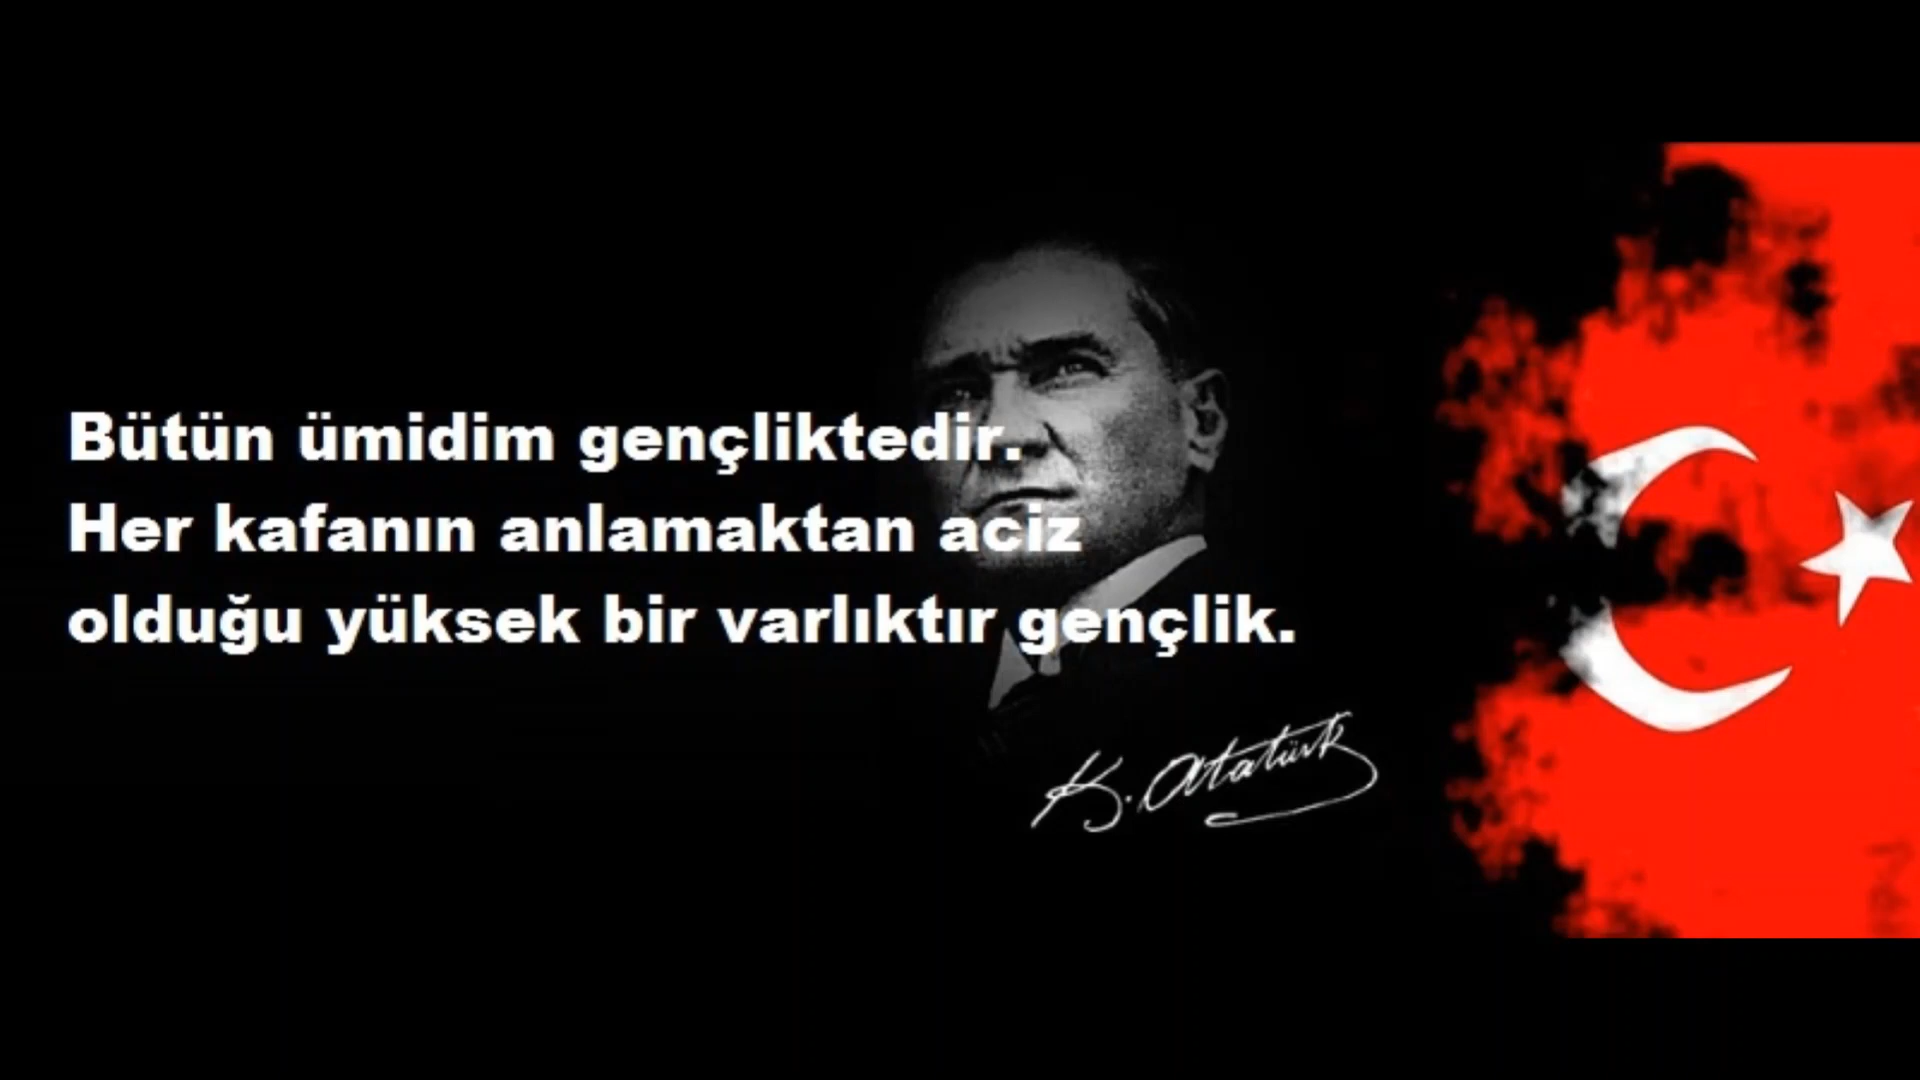 Bütün ümidim gençliktedir.
Her kafanın anlamaktan aciz
olduğu yüksek bir varlıktır gençlik.
K. Atatürk